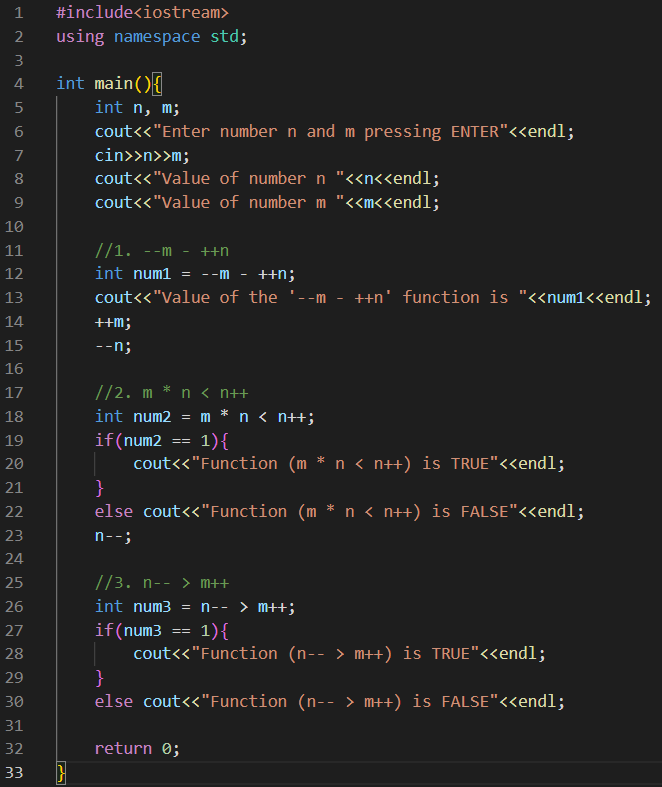 1 #include<iostream>
2 using namespace std;
3
4 int main(){
5     int n, m;
6     cout<<"Enter number n and m pressing ENTER"<<endl;
7     cin>>n>>m;
8     cout<<"Value of number n "<<n<<endl;
9     cout<<"Value of number m "<<m<<endl;
10
11     //1. --m - ++n
12     int num1 = --m - ++n;
13     cout<<"Value of the '--m - ++n' function is "<<num1<<endl;
14     ++m;
15     --n;
16
17     //2. m * n < n++
18     int num2 = m * n < n++;
19     if(num2 == 1){
20         cout<<"Function (m * n < n++) is TRUE"<<endl;
21     }
22     else cout<<"Function (m * n < n++) is FALSE"<<endl;
23     n--;
24
25     //3. n-- > m++
26     int num3 = n-- > m++;
27     if(num3 == 1){
28         cout<<"Function (n-- > m++) is TRUE"<<endl;
29     }
30     else cout<<"Function (n-- > m++) is FALSE"<<endl;
31
32     return 0;
33 }